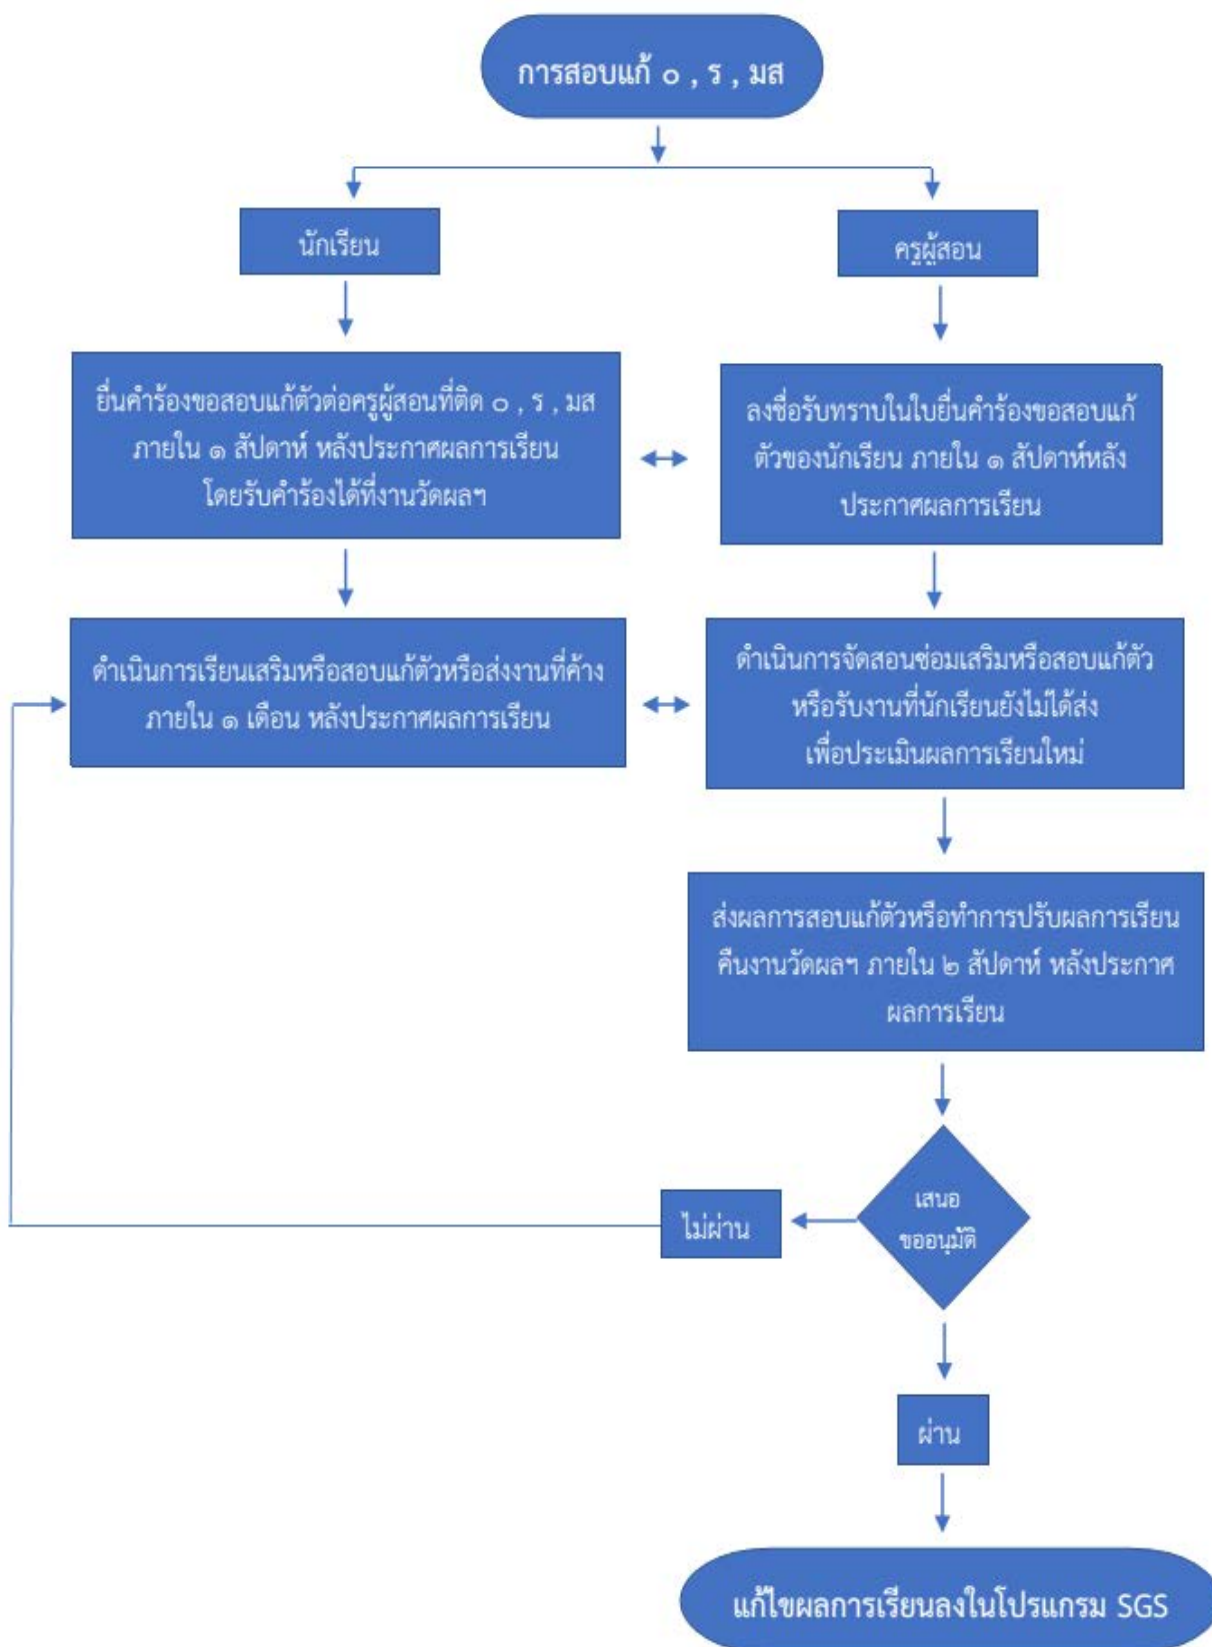 การสอบแก้ ๐ , ร , มส
นักเรียน
ครูผู้สอน
ยื่นคำร้องขอสอบแก้ตัวต่อครูผู้สอนที่ติด ๐ , ร , มส
ภายใน ๑ สัปดาห์ หลังประกาศผลการเรียน
โดยรับคำร้องได้ที่งานวัดผลฯ
ลงชื่อรับทราบในใบยื่นคำร้องขอสอบแก้
ตัวของนักเรียน ภายใน ๑ สัปดาห์หลัง
ประกาศผลการเรียน
ดำเนินการเรียนเสริมหรือสอบแก้ตัวหรือส่งงานที่ค้าง
ภายใน ๑ เดือน หลังประกาศผลการเรียน
ดำเนินการจัดสอนซ่อมเสริมหรือสอบแก้ตัว
หรือรับงานที่นักเรียนยังไม่ได้ส่ง
เพื่อประเมินผลการเรียนใหม่
ส่งผลการสอบแก้ตัวหรือทำการปรับผลการเรียน
คืนงานวัดผลฯ ภายใน ๒ สัปดาห์ หลังประกาศ
ผลการเรียน
เสนอ
ขออนุมัติ
ไม่ผ่าน
ผ่าน
แก้ไขผลการเรียนลงในโปรแกรม SGS